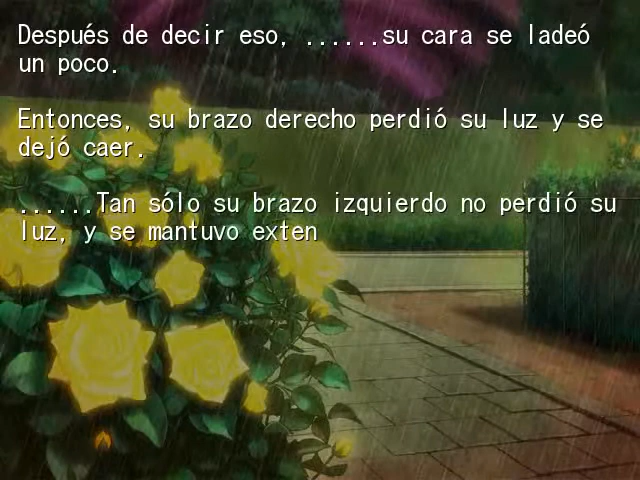 Después de decir eso, ......su cara se ladeó
un poco.
Entonces, su brazo derecho perdió su luz y se
dejó caer.
......Tan sólo su brazo izquierdo no perdió su
luz, y se mantuvo exten